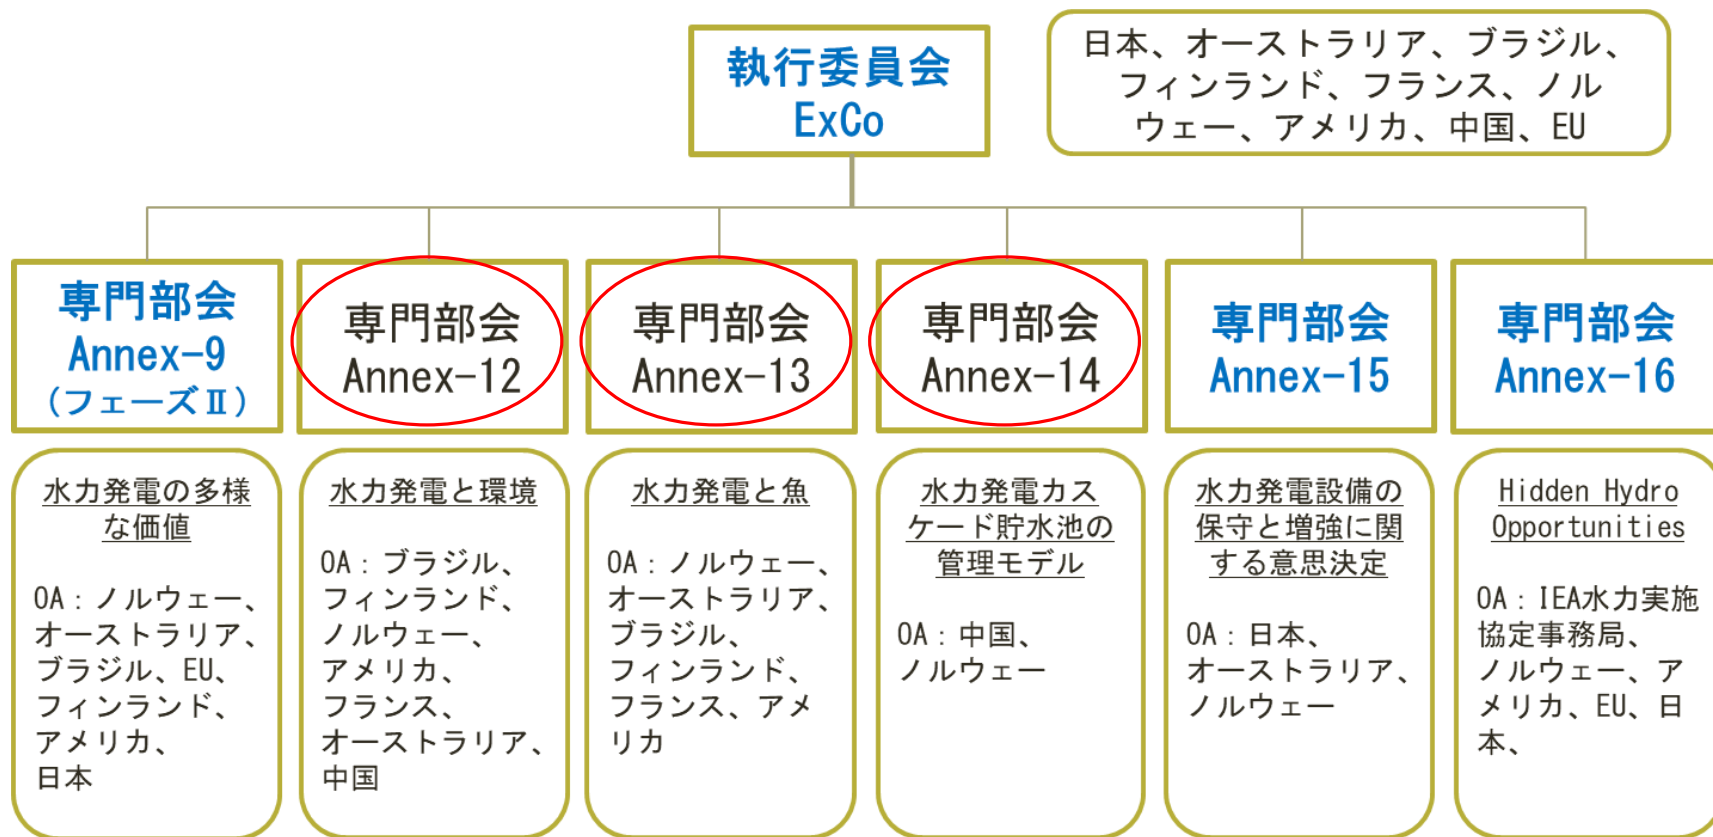 執行委員会
ExCo
日本、オーストラリア、ブラジル、
フィンランド、フランス、ノル
ウェー、アメリカ、中国、EU
専門部会
Annex-9
(フェーズⅡ)
専門部会
Annex-12
専門部会
Annex-13
専門部会
Annex-14
専門部会
Annex-15
専門部会
Annex-16
水力発電の多様
な価値
OA：ノルウェー、
オーストラリア、
ブラジル、EU、
フィンランド、
アメリカ、
日本
水力発電と環境
OA：ブラジル、
フィンランド、
ノルウェー、
アメリカ、
フランス、
オーストラリア、
中国
水力発電と魚
OA：ノルウェー、
オーストラリア、
ブラジル、
フィンランド、
フランス、アメ
リカ
水力発電カス
ケード貯水池の
管理モデル
OA：中国、
ノルウェー
水力発電設備の
保守と増強に関
する意思決定
OA：日本、
オーストラリア、
ノルウェー
Hidden Hydro
Opportunities
OA：IEA水力実施
協定事務局、
ノルウェー、ア
メリカ、EU、日
本、